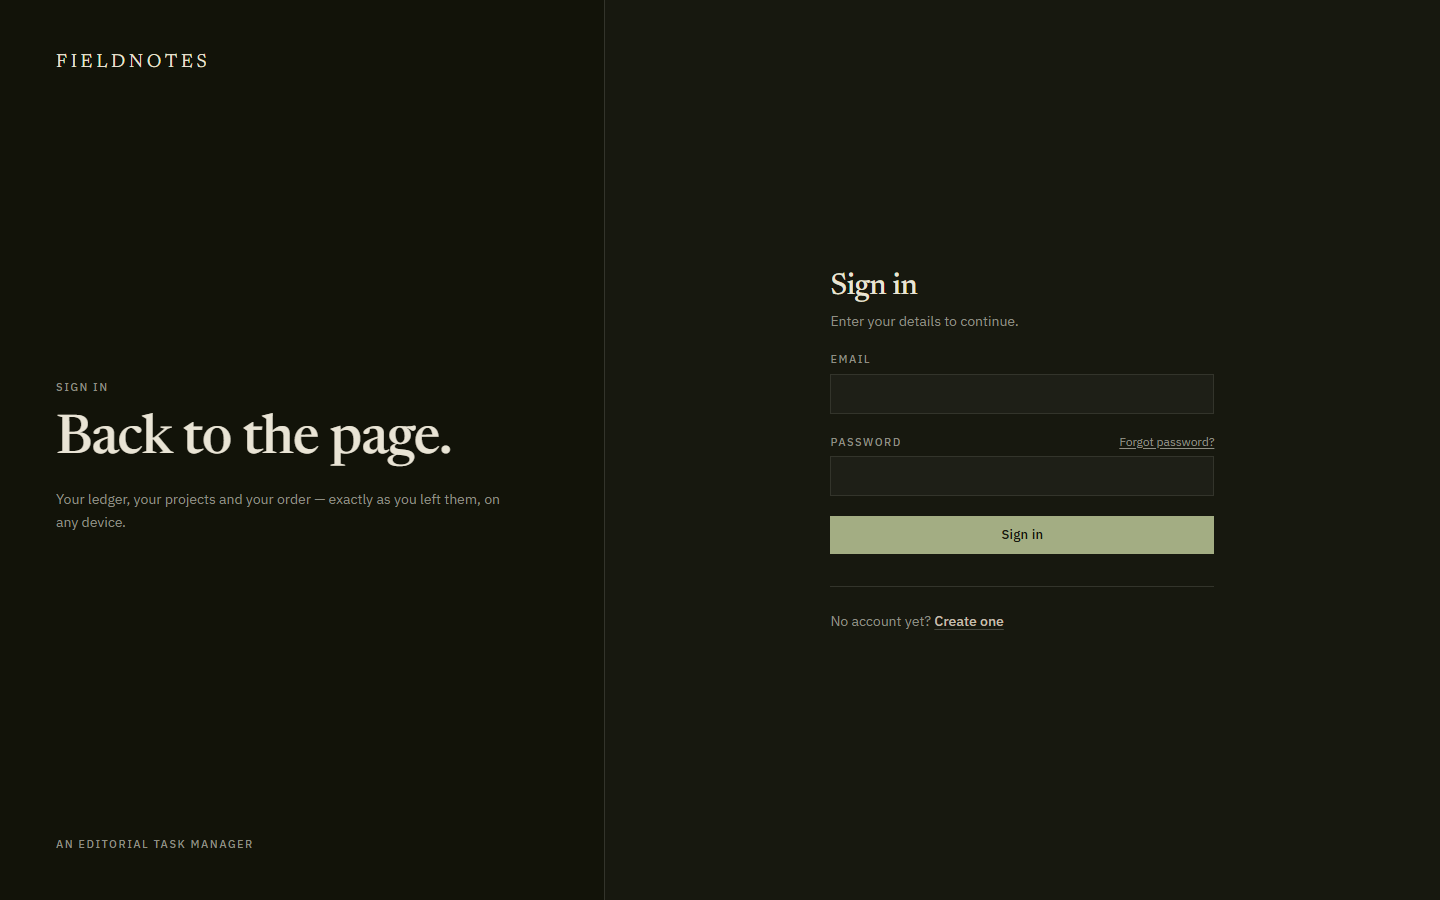 FIELDNOTES
SIGN IN
Back to the page.
Your ledger, your projects and your order — exactly as you left them, on
any device.
AN EDITORIAL TASK MANAGER
Sign in
Enter your details to continue.
EMAIL
PASSWORD Forgot password?
Sign in
No account yet? Create one